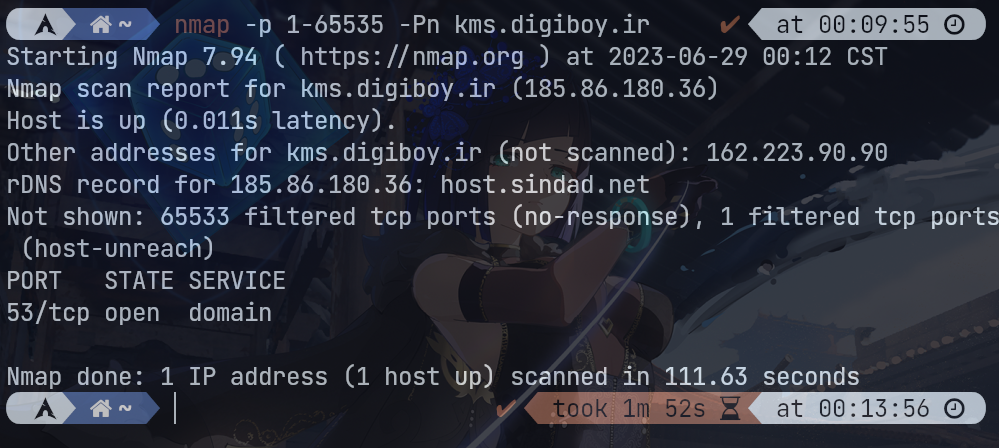 ~ nmap -p 1-65535 -Pn kms.digiboy.ir ✔ at 00:09:55
Starting Nmap 7.94 ( https://nmap.org ) at 2023-06-29 00:12 CST
Nmap scan report for kms.digiboy.ir (185.86.180.36)
Host is up (0.011s latency).
Other addresses for kms.digiboy.ir (not scanned): 162.223.90.90
rDNS record for 185.86.180.36: host.sindad.net
Not shown: 65533 filtered tcp ports (no-response), 1 filtered tcp ports
(host-unreach)
PORT STATE SERVICE
53/tcp open domain
Nmap done: 1 IP address (1 host up) scanned in 111.63 seconds
~ ✔ took 1m 52s at 00:13:56